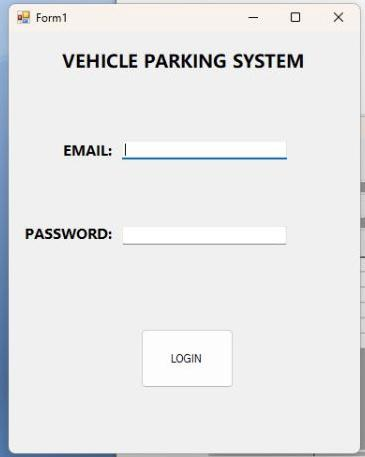 Form1
VEHICLE PARKING SYSTEM
EMAIL:
PASSWORD:
LOGIN